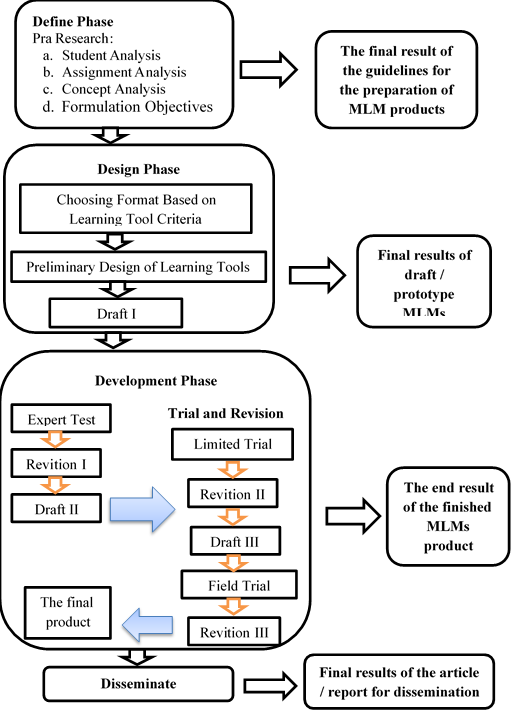 Define Phase
Pra Research:
a. Student Analysis
b. Assignment Analysis
c. Concept Analysis
d. Formulation Objectives
The final result of
the guidelines for
the preparation of
MLM products
Design Phase
Choosing Format Based on
Learning Tool Criteria
Preliminary Design of Learning Tools
Draft I
Final results of
draft /
prototype
MLMs
Development Phase
Expert Test
Revition I
Draft II
Trial and Revision
Limited Trial
Revition II
Draft III
Field Trial
Revition III
The final
product
The end result
of the finished
MLMs
product
Disseminate
Final results of the article
/ report for dissemination